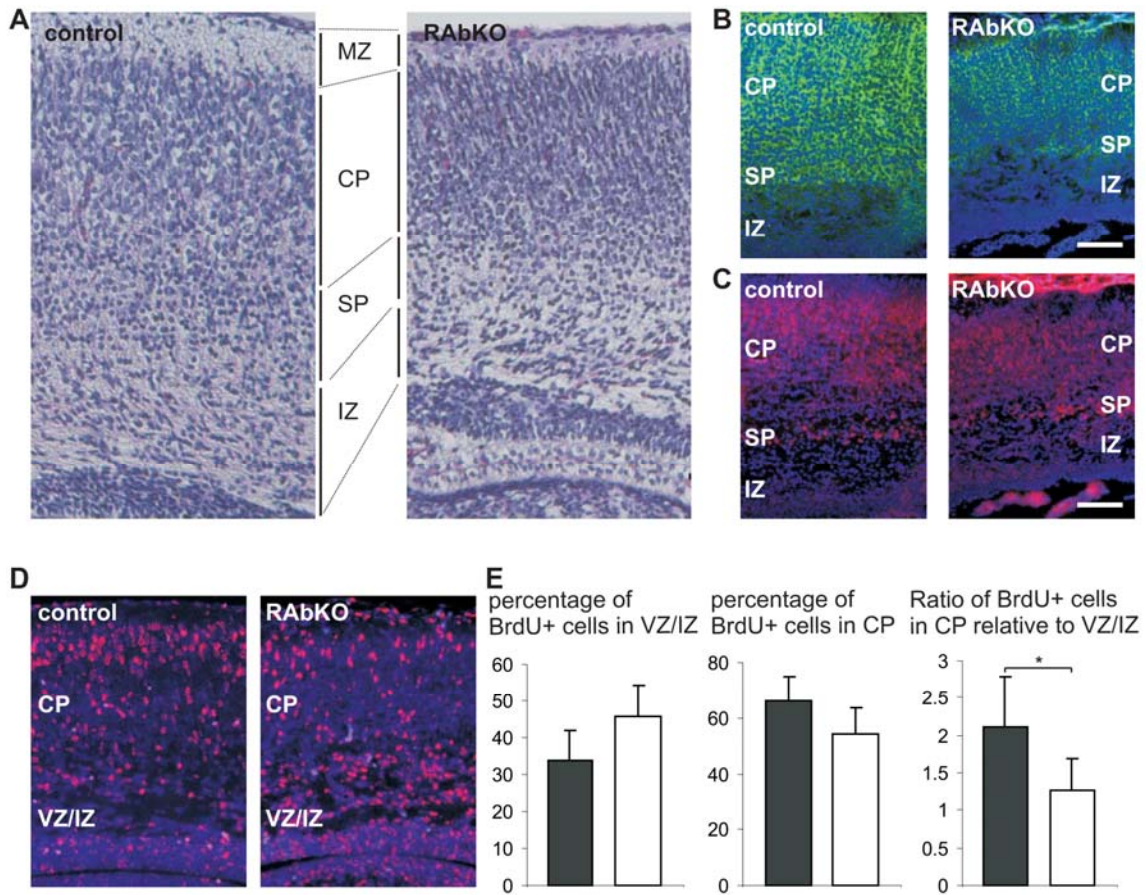 A
control
RAbKO
MZ
CP
SP
IZ
B
control
RAbKO
CP
CP
SP
SP
IZ
IZ
C
control
RAbKO
CP
CP
SP
SP
IZ
IZ
D
control
RAbKO
CP
VZ/IZ
E
percentage of
BrdU+ cells in VZ/IZ
60
50
40
30
20
10
0
percentage of
BrdU+ cells in CP
80
60
40
20
0
Ratio of BrdU+ cells
in CP relative to VZ/IZ
3
2.5
2
1.5
1
0.5
0
*